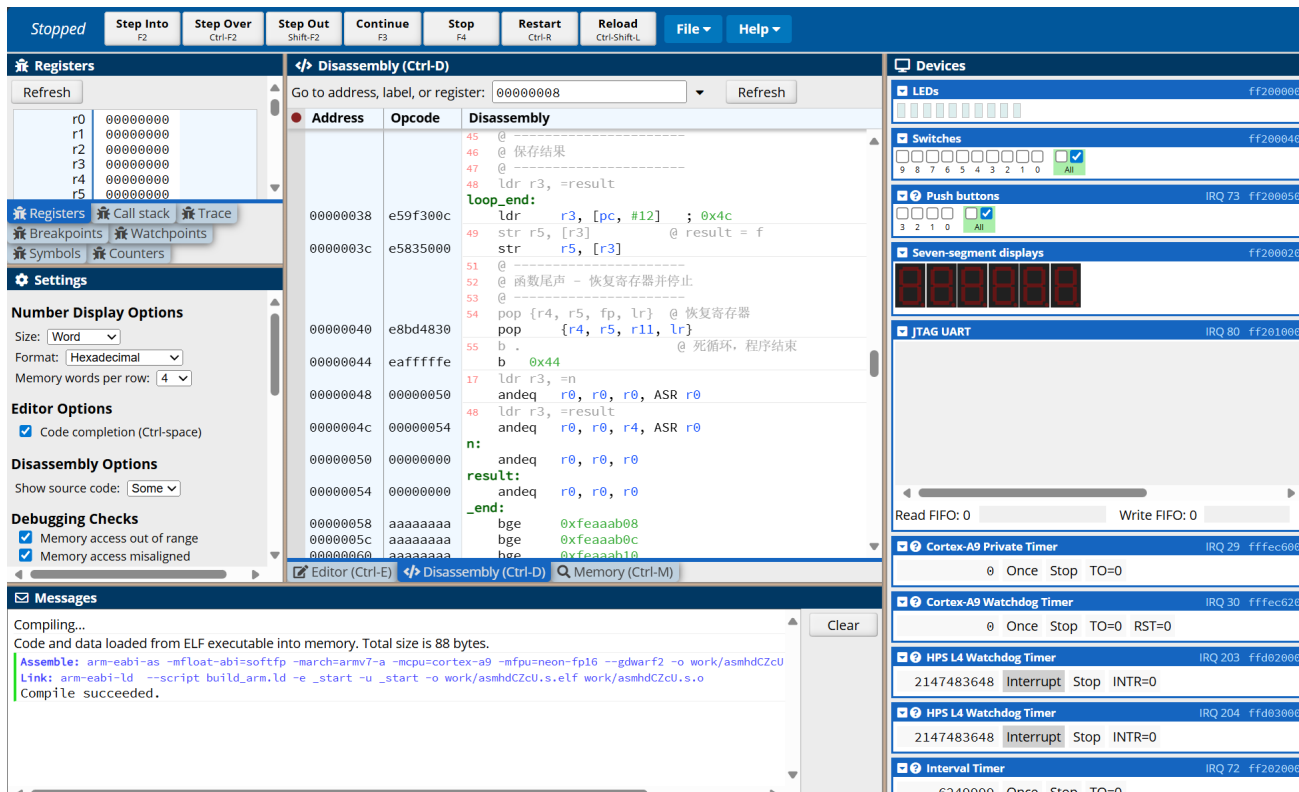 Stopped
Step Into
F2
Step Over
Ctrl-F2
Step Out
Shift-F2
Continue
F3
Stop
F4
Restart
Ctrl-R
Reload
Ctrl-Shift-L
File
Help
Registers
Refresh
r0 00000000
r1 00000000
r2 00000000
r3 00000000
r4 00000000
r5 00000000
Registers Call stack Trace
Breakpoints Watchpoints
Symbols Counters
Settings
Number Display Options
Size: Word
Format: Hexadecimal
Memory words per row: 4
Editor Options
Code completion (Ctrl-space)
Disassembly Options
Show source code: Some
Debugging Checks
Memory access out of range
Memory access misaligned
Disassembly (Ctrl-D)
Go to address, label, or register: 00000008 Refresh
Address Opcode Disassembly
45 @ ----------------------
46 @ 保存结果
47 @ ----------------------
48 ldr r3, =result
loop_end:
00000038 e59f300c ldr r3, [pc, #12] ; 0x4c
49 str r5, [r3] @ result = f
0000003c e5835000 str r5, [r3]
51 @ ----------------------
52 @ 函数尾声 - 恢复寄存器并停止
53 @ ----------------------
54 pop {r4, r5, fp, lr} @ 恢复寄存器
00000040 e8bd4830 pop {r4, r5, r11, lr}
55 b . @ 死循环，程序结束
00000044 eafffffe b 0x44
17 ldr r3, =n
00000048 00000050 andeq r0, r0, r0, ASR r0
48 ldr r3, =result
0000004c 00000054 andeq r0, r0, r4, ASR r0
n:
00000050 00000000 andeq r0, r0, r0
result:
00000054 00000000 andeq r0, r0, r0
_end:
00000058 aaaaaaaa bge 0xfeaaab08
0000005c aaaaaaaa bge 0xfeaaab0c
00000060 aaaaaaaa bge 0xfeaaab10
Editor (Ctrl-E) Disassembly (Ctrl-D) Memory (Ctrl-M)
Messages
Compiling...
Code and data loaded from ELF executable into memory. Total size is 88 bytes.
Assemble: arm-eabi-as -mfloat-abi=softfp -march=armv7-a -mcpu=cortex-a9 -mfpu=neon-fp16 --gdwarf2 -o work/asmhdCZcU
Link: arm-eabi-ld --script build_arm.ld -e _start -u _start -o work/asmhdCZcU.s.elf work/asmhdCZcU.s.o
Compile succeeded.
Clear
Devices
LEDs ff200000
Switches ff200040
9 8 7 6 5 4 3 2 1 0 All
Push buttons IRQ 73 ff200050
3 2 1 0 All
Seven-segment displays ff200020
JTAG UART IRQ 80 ff201000
Read FIFO: 0 Write FIFO: 0
Cortex-A9 Private Timer IRQ 29 fffec600
0 Once Stop TO=0
Cortex-A9 Watchdog Timer IRQ 30 fffec620
0 Once Stop TO=0 RST=0
HPS L4 Watchdog Timer IRQ 203 ffd02000
2147483648 Interrupt Stop INTR=0
HPS L4 Watchdog Timer IRQ 204 ffd03000
2147483648 Interrupt Stop INTR=0
Interval Timer IRQ 72 ff202000
Once Stop TO=0